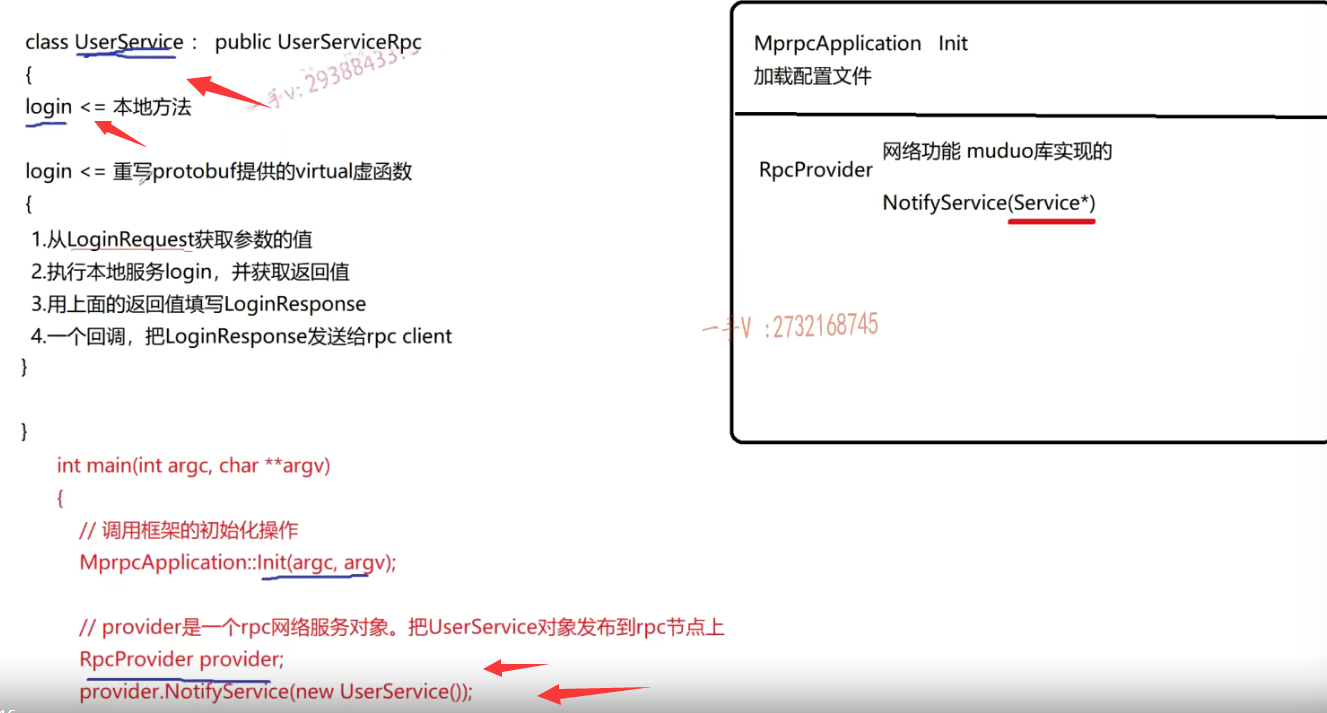 class UserService : public UserServiceRpc
{
login <= 本地方法
login <= 重写protobuf提供的virtual虚函数
{
1.从LoginRequest获取参数的值
2.执行本地服务login，并获取返回值
3.用上面的返回值填写LoginResponse
4.一个回调，把LoginResponse发送给rpc client
}
}
int main(int argc, char **argv)
{
// 调用框架的初始化操作
MprpcApplication::Init(argc, argv);
// provider是一个rpc网络服务对象。把UserService对象发布到rpc节点上
RpcProvider provider;
provider.NotifyService(new UserService());
MprpcApplication Init
加载配置文件
RpcProvider
网络功能 muduo库实现的
NotifyService(Service*)
一手V :2732168745